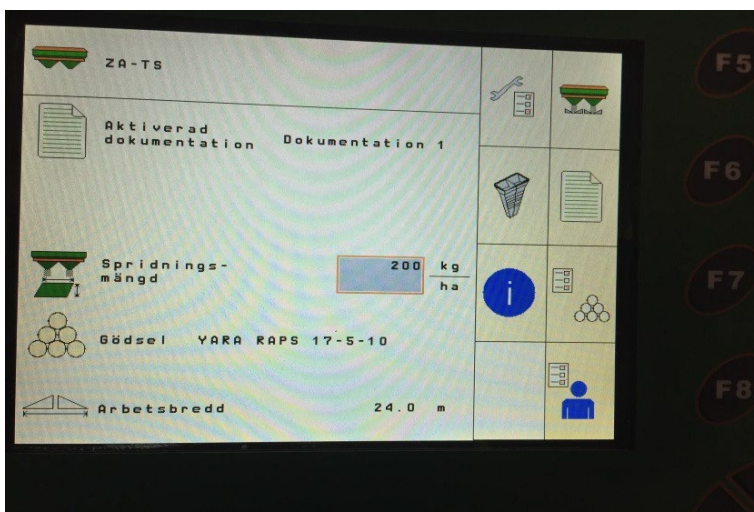 ZA-TS
Aktiverad
dokumentation
Dokumentation 1
Spridnings-
mängd
200 kg
ha
Gödsel YARA RAPS 17-5-10
Arbetsbredd 24.0 m
i
F5
F6
F7
F8